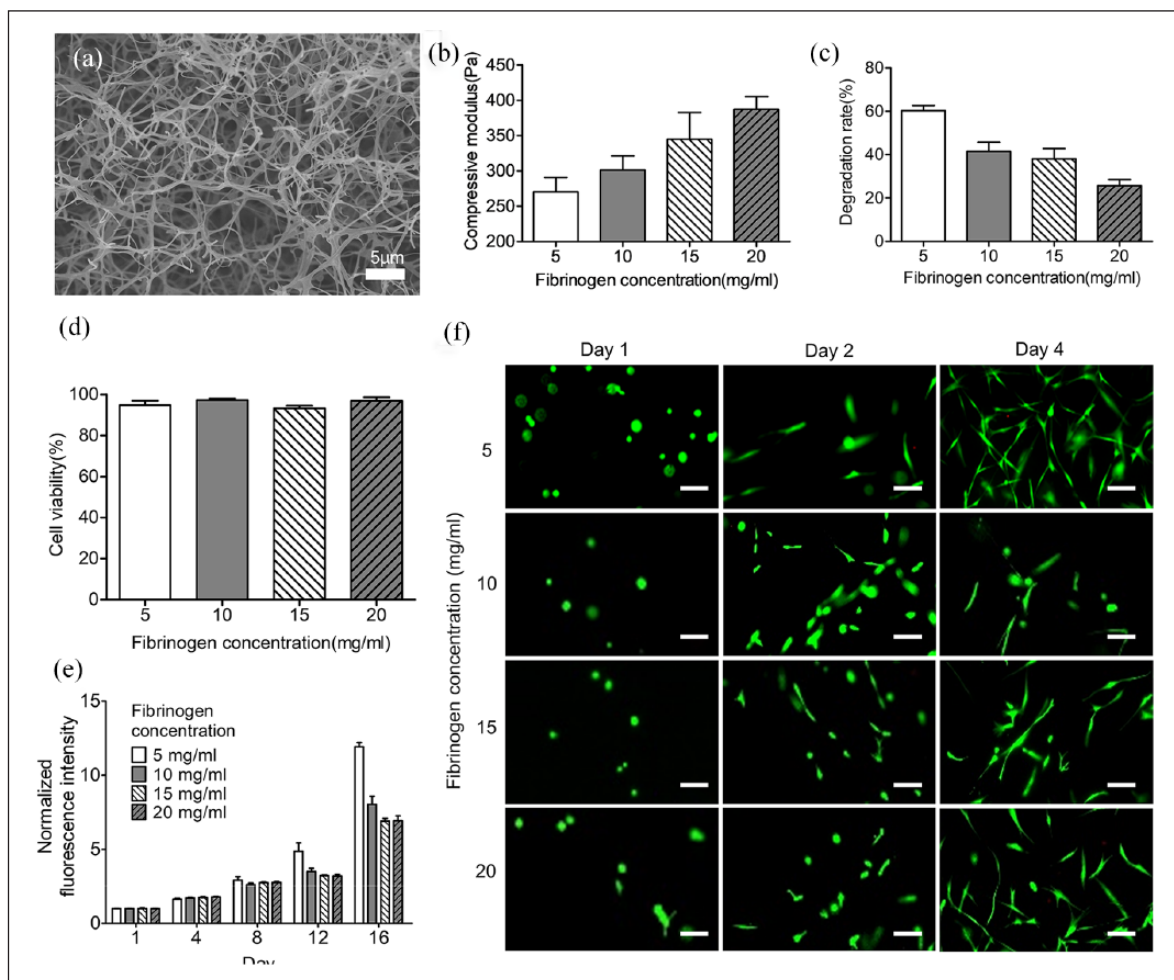 (a)
5μm
(b)
Compressive modulus(Pa)
450
400
350
300
250
200
5 10 15 20
Fibrinogen concentration(mg/ml)
(c)
Degradation rate(%)
80
60
40
20
0
5 10 15 20
Fibrinogen concentration(mg/ml)
(d)
Cell viability(%)
100
80
60
40
20
0
5 10 15 20
Fibrinogen concentration(mg/ml)
(e)
Normalized
fluorescence intensity
15
10
5
0
Fibrinogen
concentration
5 mg/ml
10 mg/ml
15 mg/ml
20 mg/ml
1 4 8 12 16
Day
(f)
Day 1 Day 2 Day 4
Fibrinogen concentration (mg/ml)
5
10
15
20